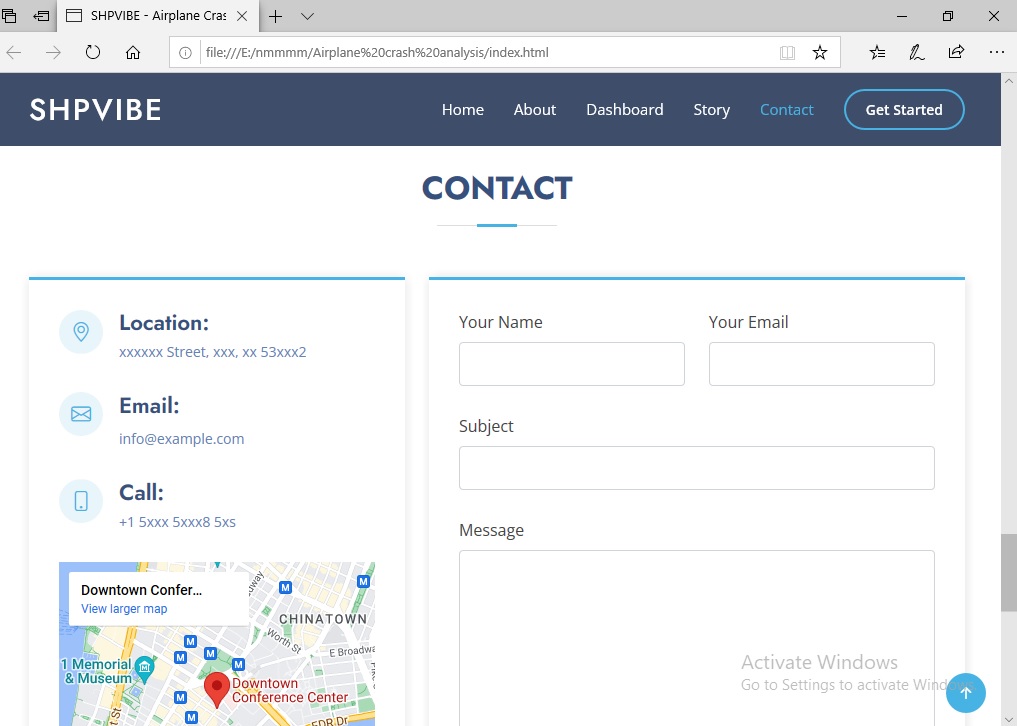 SHPVIBE - Airplane Cras
file:///E:/nmmmm/Airplane%20crash%20analysis/index.html
SHPVIBE
Home About Dashboard Story Contact Get Started
CONTACT
Location:
xxxxxx Street, xxx, xx 53xxx2
Email:
info@example.com
Call:
+1 5xxx 5xxx8 5xs
Downtown Confer...
View larger map
CHINATOWN
Worth St
E Broadwa
1 Memorial
& Museum
Downtown
Conference Center
FDR Dr
Your Name Your Email
Subject
Message
Activate Windows
Go to Settings to activate Wind